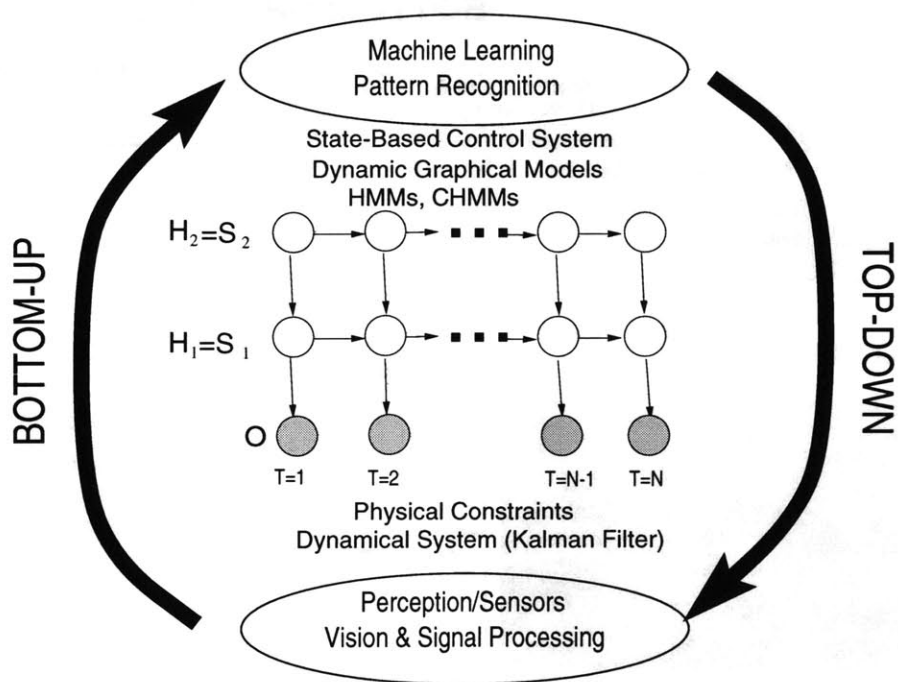 Machine Learning
Pattern Recognition
State-Based Control System
Dynamic Graphical Models
HMMs, CHMMs
H₂=S₂
H₁=S₁
O
T=1 T=2 T=N-1 T=N
Physical Constraints
Dynamical System (Kalman Filter)
Perception/Sensors
Vision & Signal Processing
BOTTOM-UP
TOP-DOWN